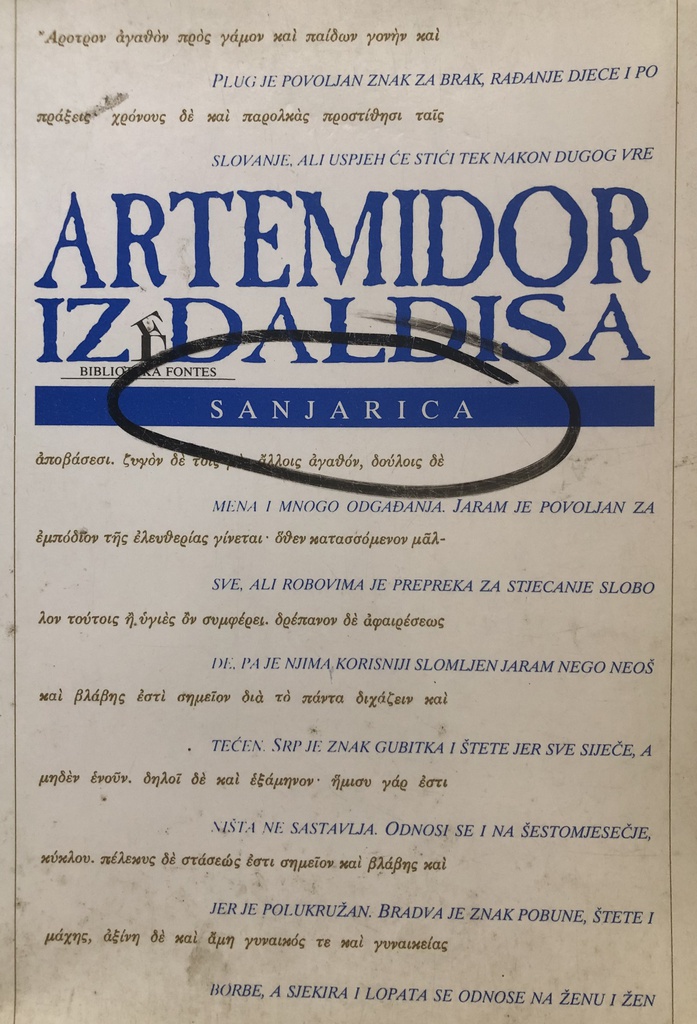 Ἄροτρον ἀγαθὸν πρὸς γάμον καὶ παίδων γονὴν καὶ
PLUG JE POVOLJAN ZNAK ZA BRAK, RAĐANJE DJECE I PO
πράξεις· χρόνους δὲ καὶ παρολκὰς προστίθησι ταῖς
SLOVANJE, ALI USPJEH ĆE STIĆI TEK NAKON DUGOG VRE
ARTEMIDOR
IZ DALDISA
BIBLIOTEKA FONTES
SANJARICA
ἀποβάσεσι. ζυγὸν δὲ τοῖς μὲν ἄλλοις ἀγαθόν, δούλοις δὲ
MENA I MNOGO ODGAĐANJA. JARAM JE POVOLJAN ZA
ἐμπόδιον τῆς ἐλευθερίας γίνεται· ὅθεν κατασσόμενον μᾶλ-
SVE, ALI ROBOVIMA JE PREPREKA ZA STJECANJE SLOBO
λον τούτοις ἢ ὑγιὲς ὂν συμφέρει. δρέπανον δὲ ἀφαιρέσεως
DE, PA JE NJIMA KORISNIJI SLOMLJEN JARAM NEGO NEOŠ
καὶ βλάβης ἐστὶ σημεῖον διὰ τὸ πάντα διχάζειν καὶ
TEĆEN. SRP JE ZNAK GUBITKA I ŠTETE JER SVE SIJEČE, A
μηδὲν ἑνοῦν. δηλοῖ δὲ καὶ ἑξάμηνον· ἥμισυ γάρ ἐστι
NIŠTA NE SASTAVLJA. ODNOSI SE I NA ŠESTOMJESEČJE,
κύκλου. πέλεκυς δὲ στάσεώς ἐστι σημεῖον καὶ βλάβης καὶ
JER JE POLUKRUŽAN. BRADVA JE ZNAK POBUNE, ŠTETE I
μάχης, ἀξίνη δὲ καὶ ἄμη γυναικός τε καὶ γυναικείας
BORBE, A SJEKIRA I LOPATA SE ODNOSE NA ŽENU I ŽEN